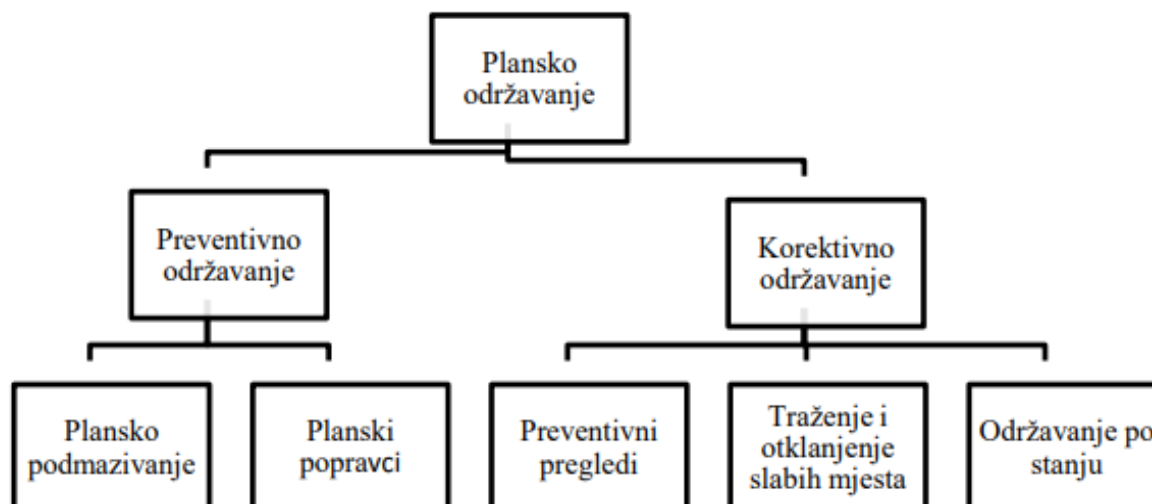 Plansko
održavanje
Preventivno
održavanje
Korektivno
održavanje
Plansko
podmazivanje
Planski
popravci
Preventivni
pregledi
Traženje i
otklanjenje
slabih mjesta
Održavanje po
stanju